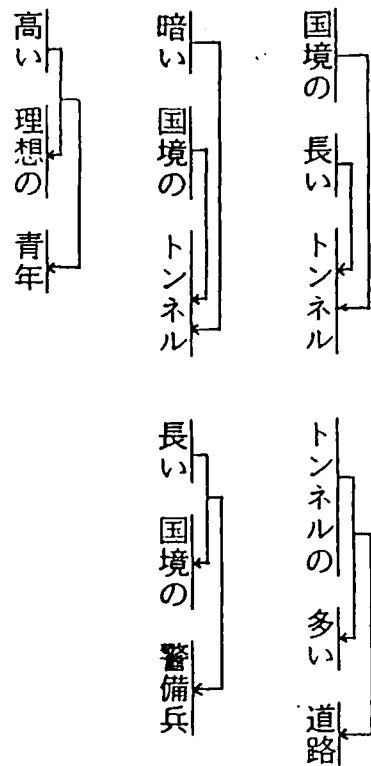 国境の 長い トンネル
トンネルの 多い 道路
暗い 国境の トンネル
長い 国境の 警備兵
高い 理想の 青年